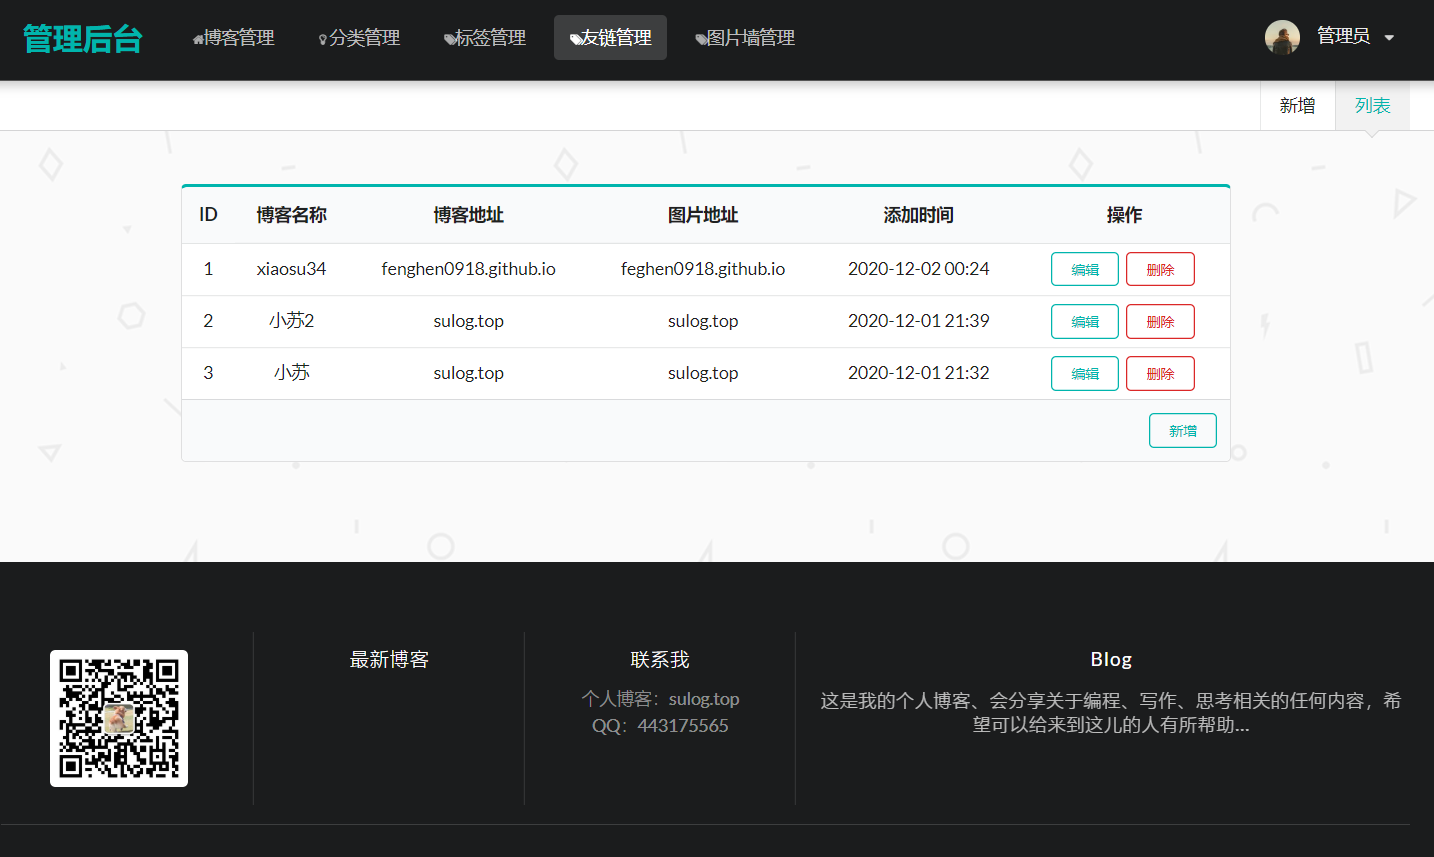 管理后台 博客管理 分类管理 标签管理 友链管理 图片墙管理 管理员
新增 列表
ID 博客名称 博客地址 图片地址 添加时间 操作
1 xiaosu34 fenghen0918.github.io feghen0918.github.io 2020-12-02 00:24 编辑 删除
2 小苏2 sulog.top sulog.top 2020-12-01 21:39 编辑 删除
3 小苏 sulog.top sulog.top 2020-12-01 21:32 编辑 删除
新增
最新博客
联系我
个人博客：sulog.top
QQ：443175565
Blog
这是我的个人博客、会分享关于编程、写作、思考相关的任何内容，希
望可以给来到这儿的人有所帮助...